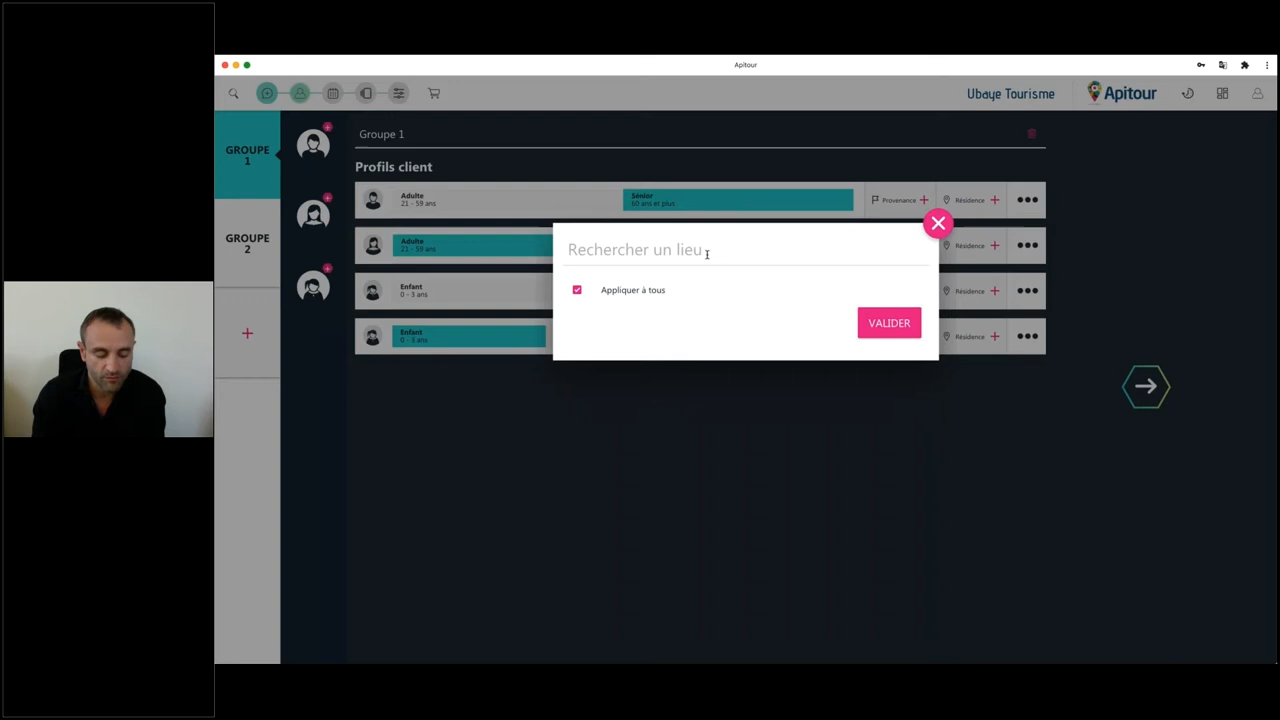 Apitour
Ubaye Tourisme
Apitour
GROUPE
1
GROUPE
2
Groupe 1
Profils client
Adulte
21 - 59 ans
Sénior
60 ans et plus
Provenance
Résidence
Adulte
21 - 59 ans
Résidence
Enfant
0 - 3 ans
Enfant
0 - 3 ans
Résidence
Rechercher un lieu
Appliquer à tous
VALIDER